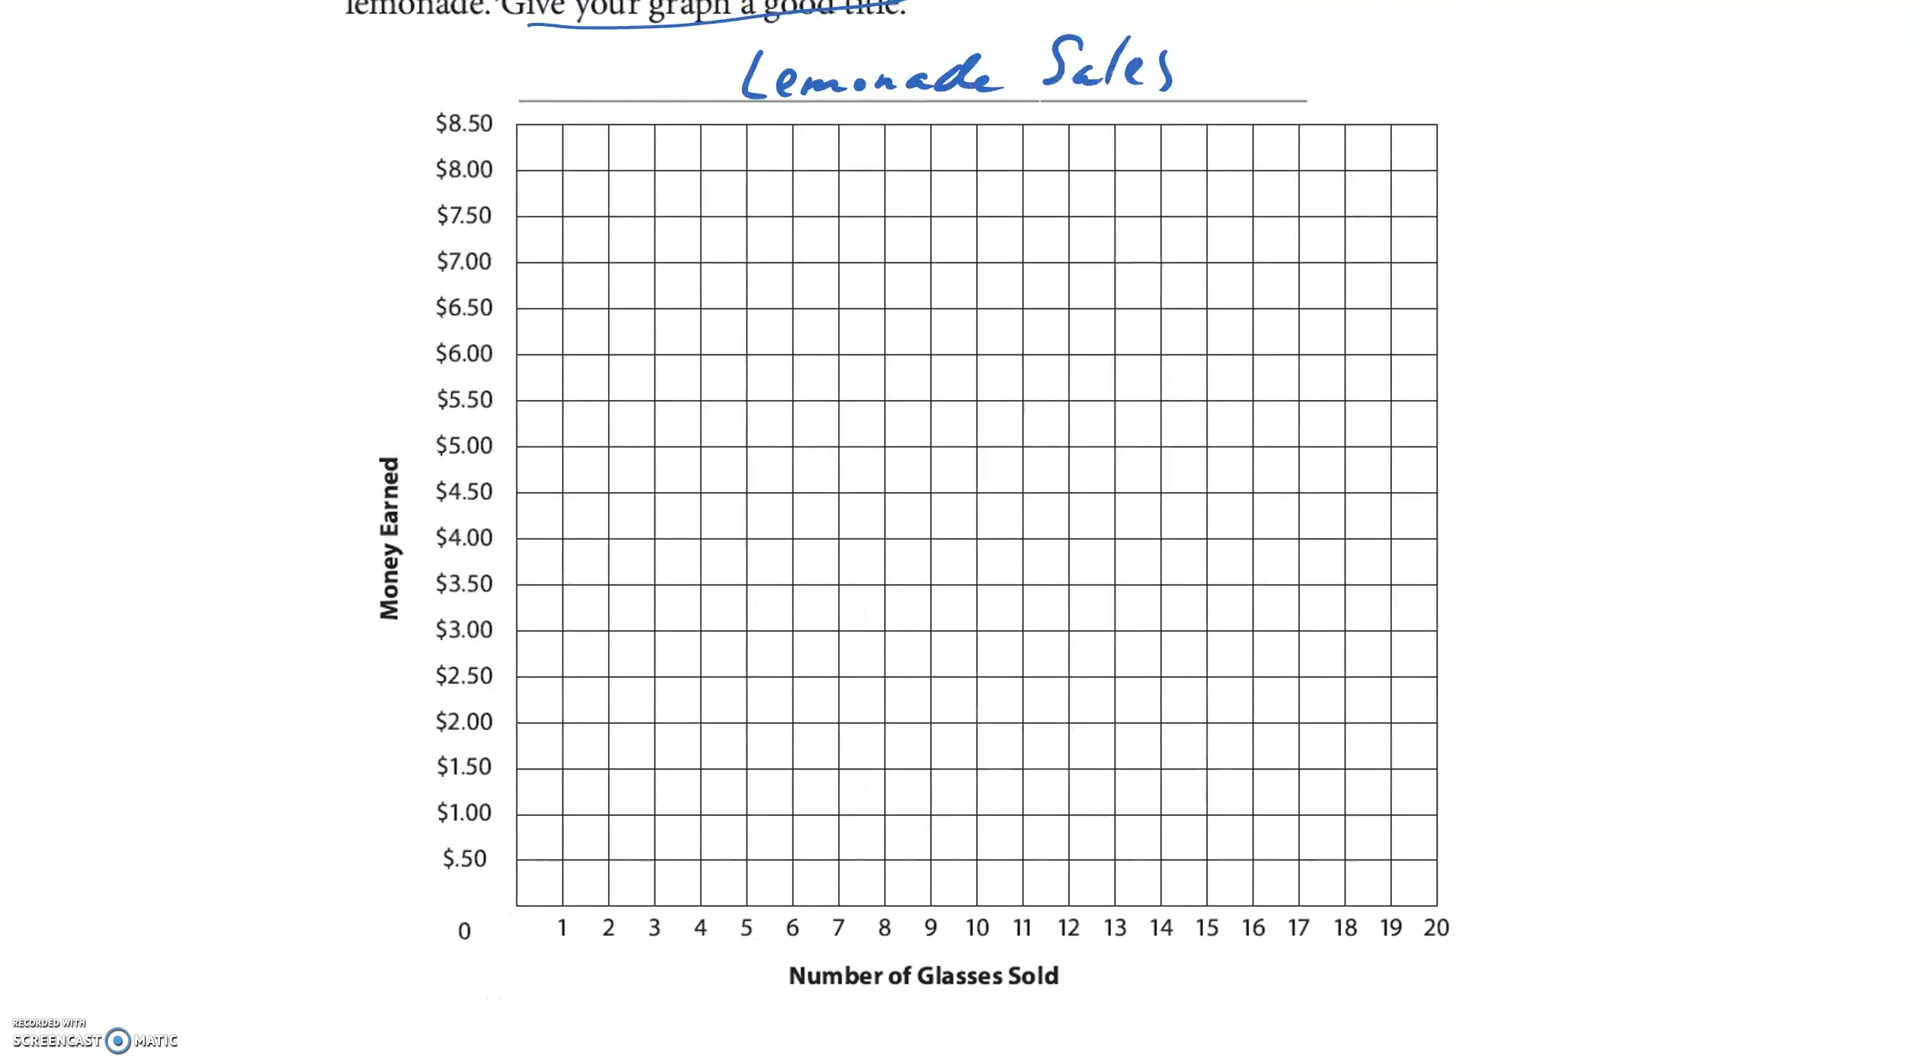 lemonade. Give your graph a good title.
Lemonade Sales
$8.50
$8.00
$7.50
$7.00
$6.50
$6.00
$5.50
$5.00
$4.50
$4.00
$3.50
$3.00
$2.50
$2.00
$1.50
$1.00
$.50
Money Earned
0 1 2 3 4 5 6 7 8 9 10 11 12 13 14 15 16 17 18 19 20
Number of Glasses Sold
RECORDED WITH
SCREENCAST MATIC